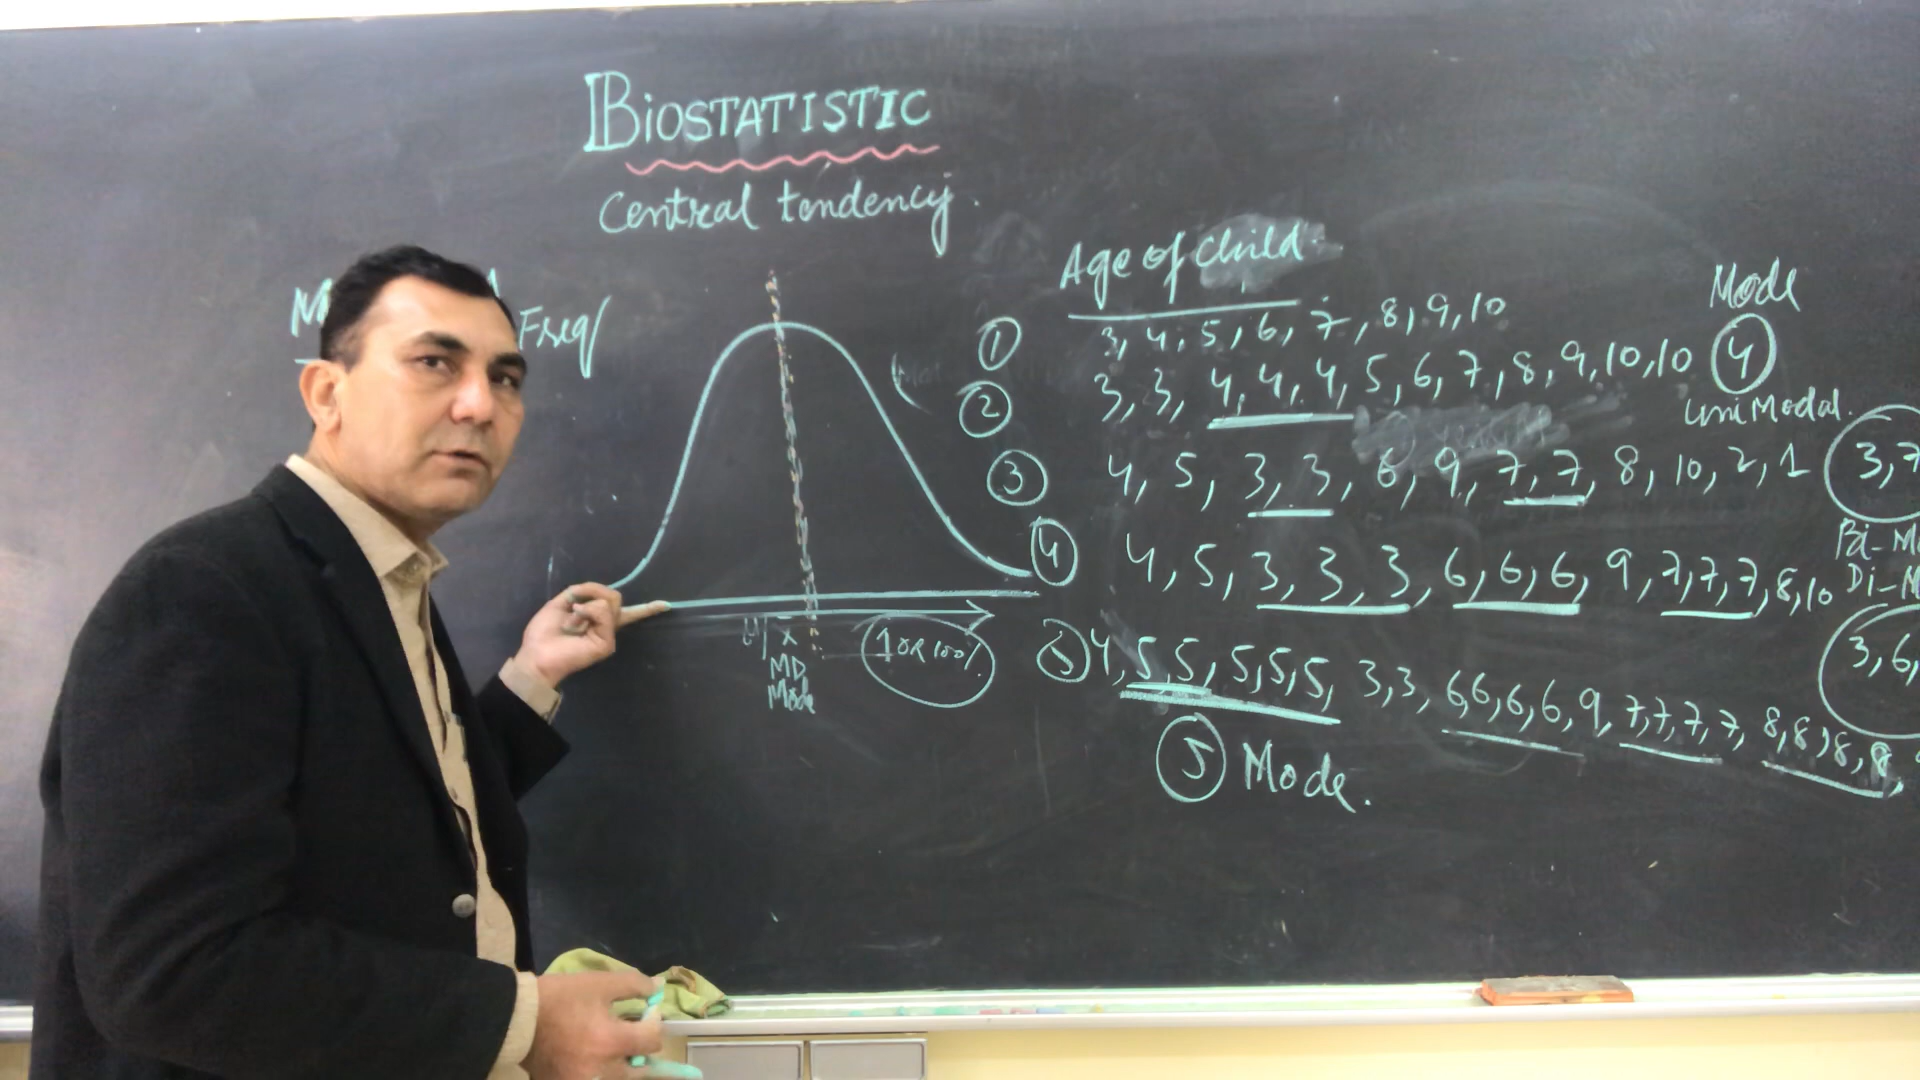 BIOSTATISTIC
Central tendency.
Freq
μ/x̄
MD
Mode
1 OR 100%
Age of Child
Mode
① 3, 4, 5, 6, 7, 8, 9, 10
② 3, 3, 4, 4, 4, 5, 6, 7, 8, 9, 10, 10 ④
uni Modal.
③ 4, 5, 3, 3, 6, 9, 7, 7, 8, 10, 2, 1 3, 7
Di-M
④ 4, 5, 3, 3, 3, 6, 6, 6, 9, 7, 7, 7, 8, 10
⑤ 4, 5, 5, 5, 5, 5, 3, 3, 6, 6, 6, 6, 9, 7, 7, 7, 7, 8, 8, 8, 8, 3, 6,
⑤ Mode.